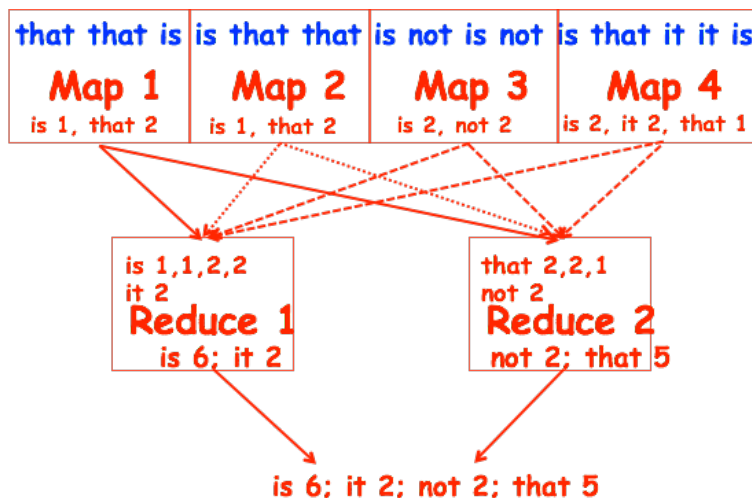 that that is
is that that
is not is not
is that it it is
Map 1
Map 2
Map 3
Map 4
is 1, that 2
is 1, that 2
is 2, not 2
is 2, it 2, that 1
is 1,1,2,2
it 2
Reduce 1
is 6; it 2
that 2,2,1
not 2
Reduce 2
not 2; that 5
is 6; it 2; not 2; that 5